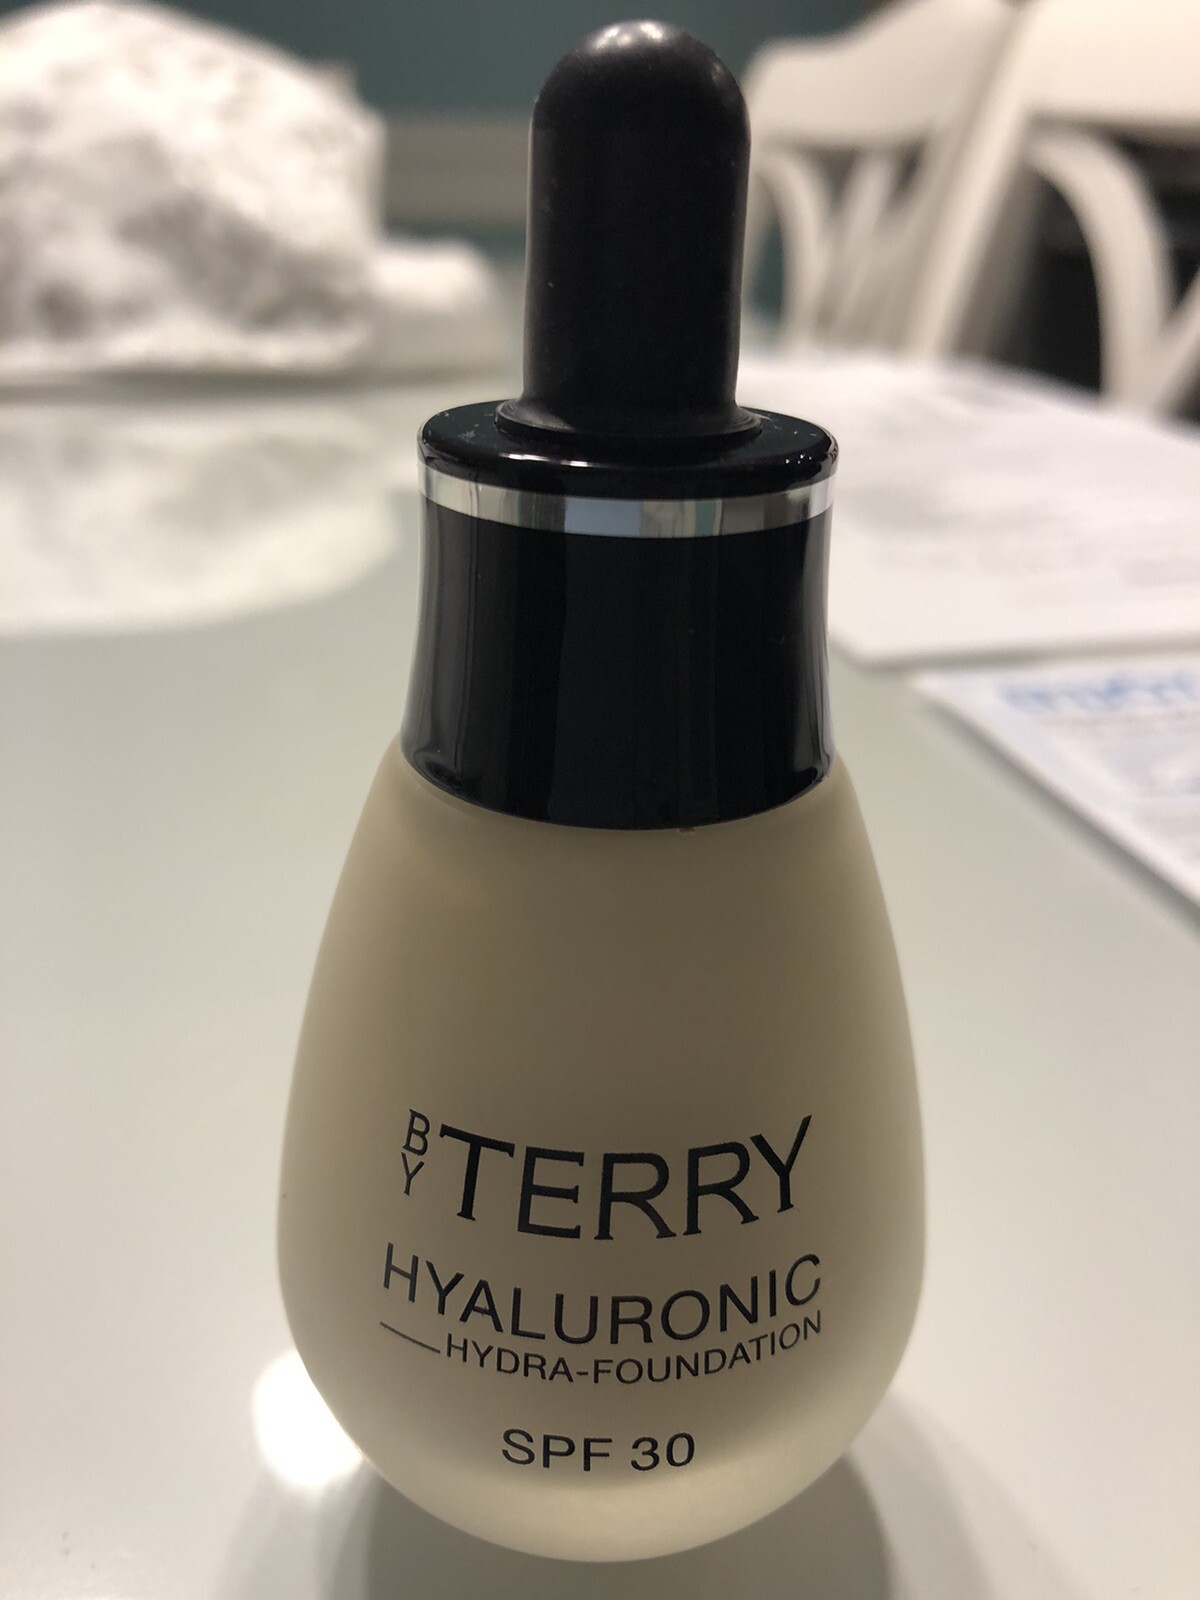 BY TERRY
HYALURONIC
HYDRA-FOUNDATION
SPF 30